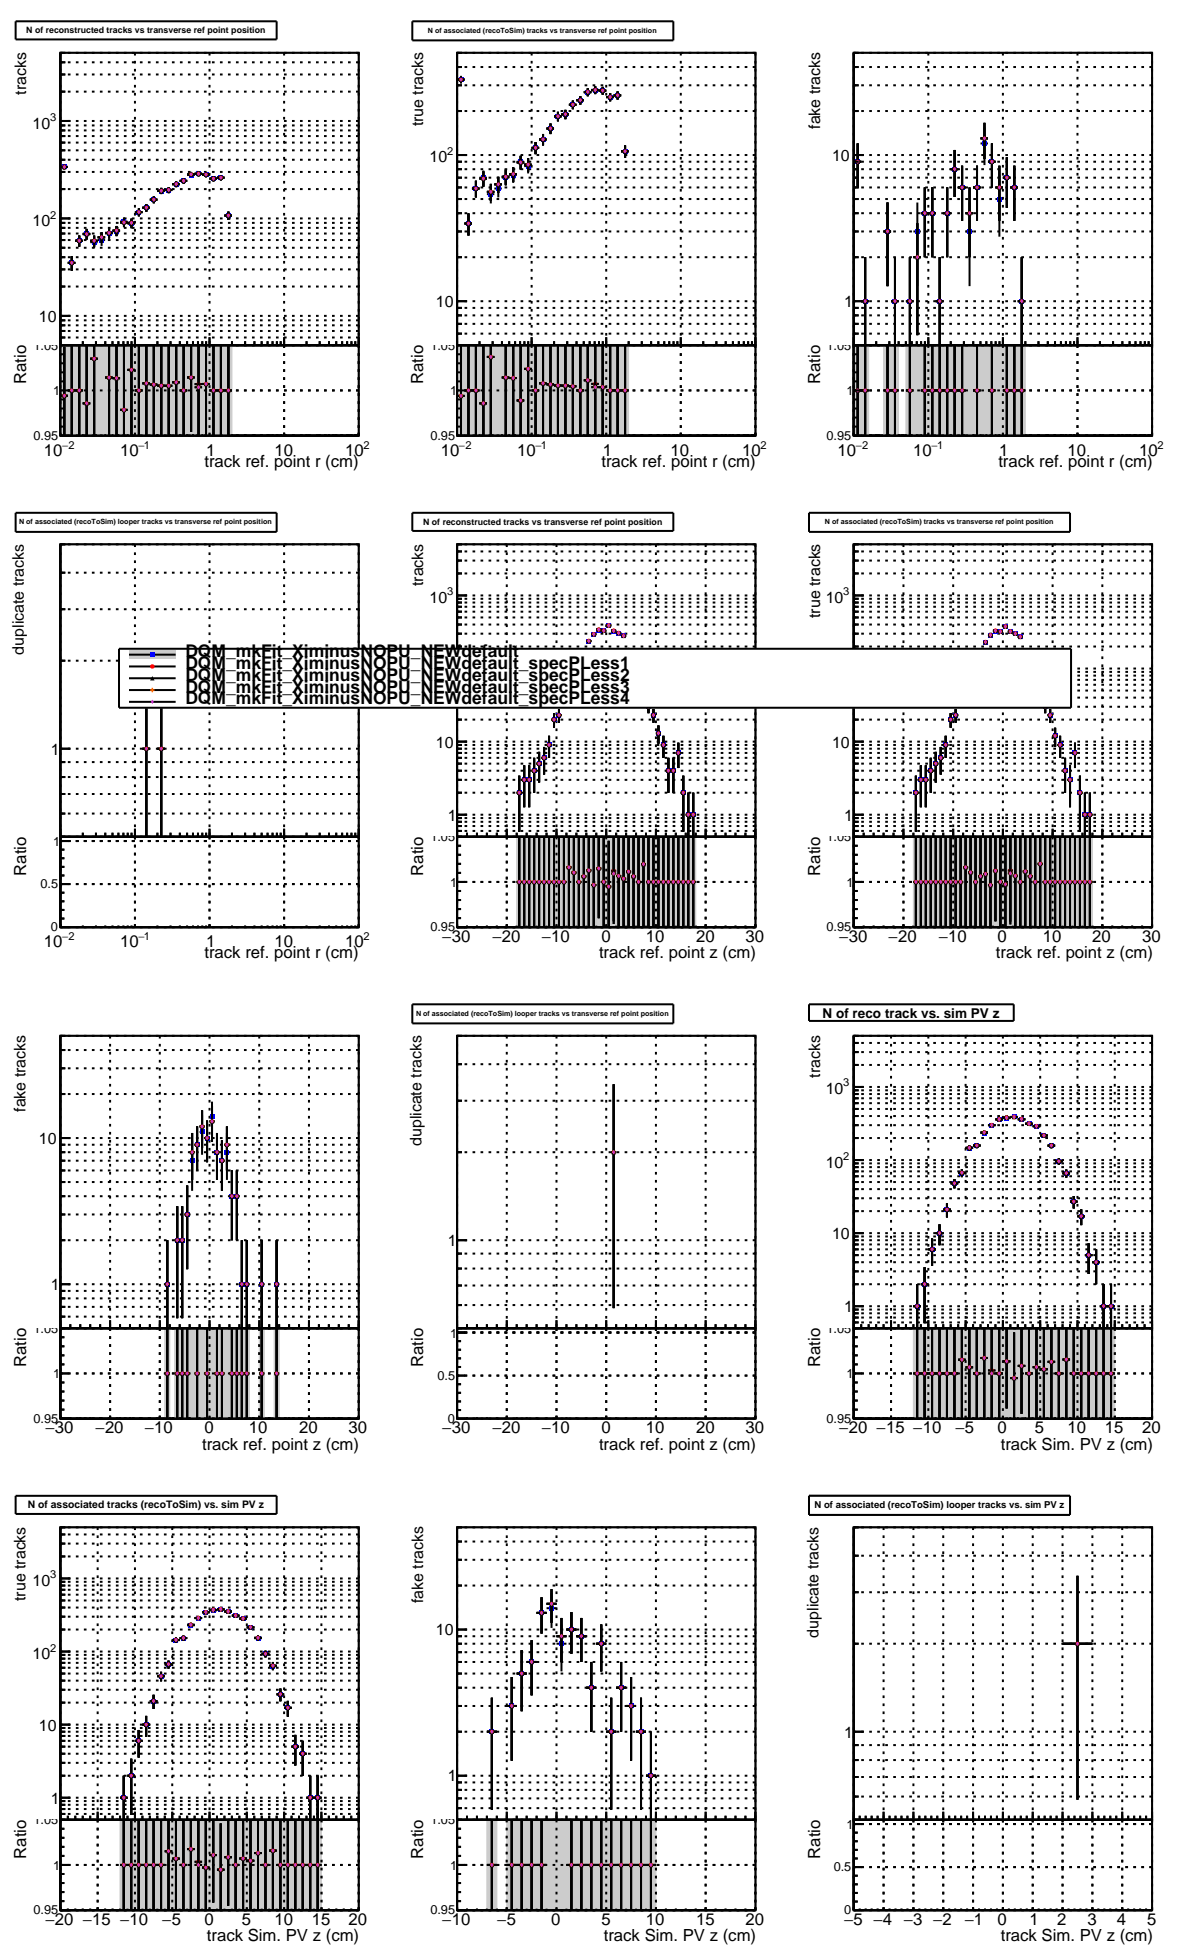 N of reconstructed tracks vs transverse ref point position
tracks
10³
10²
10
Ratio
1.05
1
0.95
10⁻² 10⁻¹ 1 10 10²
track ref. point r (cm)
N of associated (recoToSim) tracks vs transverse ref point position
true tracks
10²
10
Ratio
1.05
1
0.95
10⁻² 10⁻¹ 1 10 10²
track ref. point r (cm)
fake tracks
10
1
Ratio
1.05
1
0.95
10⁻² 10⁻¹ 1 10 10²
track ref. point r (cm)
N of associated (recoToSim) looper tracks vs transverse ref point position
duplicate tracks
1
Ratio
1
0.5
0
10⁻² 10⁻¹ 1 10 10²
track ref. point r (cm)
N of reconstructed tracks vs transverse ref point position
tracks
10³
10
1
Ratio
1.05
1
0.95
−30 −20 −10 0 10 20 30
track ref. point z (cm)
N of associated (recoToSim) tracks vs transverse ref point position
true tracks
10³
10
1
Ratio
1.05
1
0.95
−30 −20 −10 0 10 20 30
track ref. point z (cm)
DQM_mkFit_XiminusNOPU_NEWdefault
DQM_mkFit_XiminusNOPU_NEWdefault_specPLess1
DQM_mkFit_XiminusNOPU_NEWdefault_specPLess2
DQM_mkFit_XiminusNOPU_NEWdefault_specPLess3
DQM_mkFit_XiminusNOPU_NEWdefault_specPLess4
fake tracks
10
1
Ratio
1.05
1
0.95
−30 −20 −10 0 10 20 30
track ref. point z (cm)
N of associated (recoToSim) looper tracks vs transverse ref point position
duplicate tracks
1
Ratio
1
0.5
0
−30 −20 −10 0 10 20 30
track ref. point z (cm)
N of reco track vs. sim PV z
tracks
10³
10²
10
1
Ratio
1.05
1
0.95
−20 −15 −10 −5 0 5 10 15 20
track Sim. PV z (cm)
N of associated tracks (recoToSim) vs. sim PV z
true tracks
10³
10²
10
1
Ratio
1.05
1
0.95
−20 −15 −10 −5 0 5 10 15 20
track Sim. PV z (cm)
fake tracks
10
1
Ratio
1.05
1
0.95
−10 −5 0 5 10 15 20
track Sim. PV z (cm)
N of associated (recoToSim) looper tracks vs. sim PV z
duplicate tracks
1
Ratio
1
0.5
0
−5 −4 −3 −2 −1 0 1 2 3 4 5
track Sim. PV z (cm)